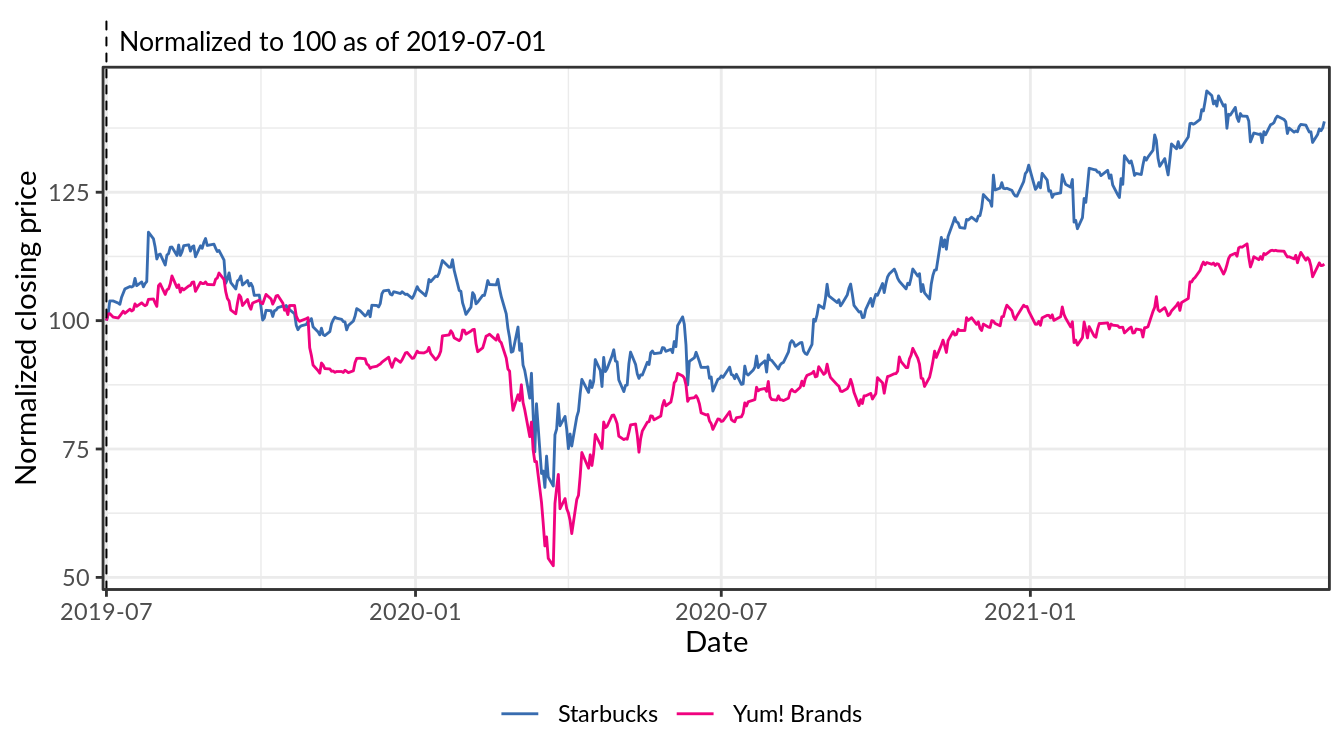 Normalized to 100 as of 2019-07-01
Normalized closing price
125
100
75
50
2019-07 2020-01 2020-07 2021-01
Date
Starbucks Yum! Brands